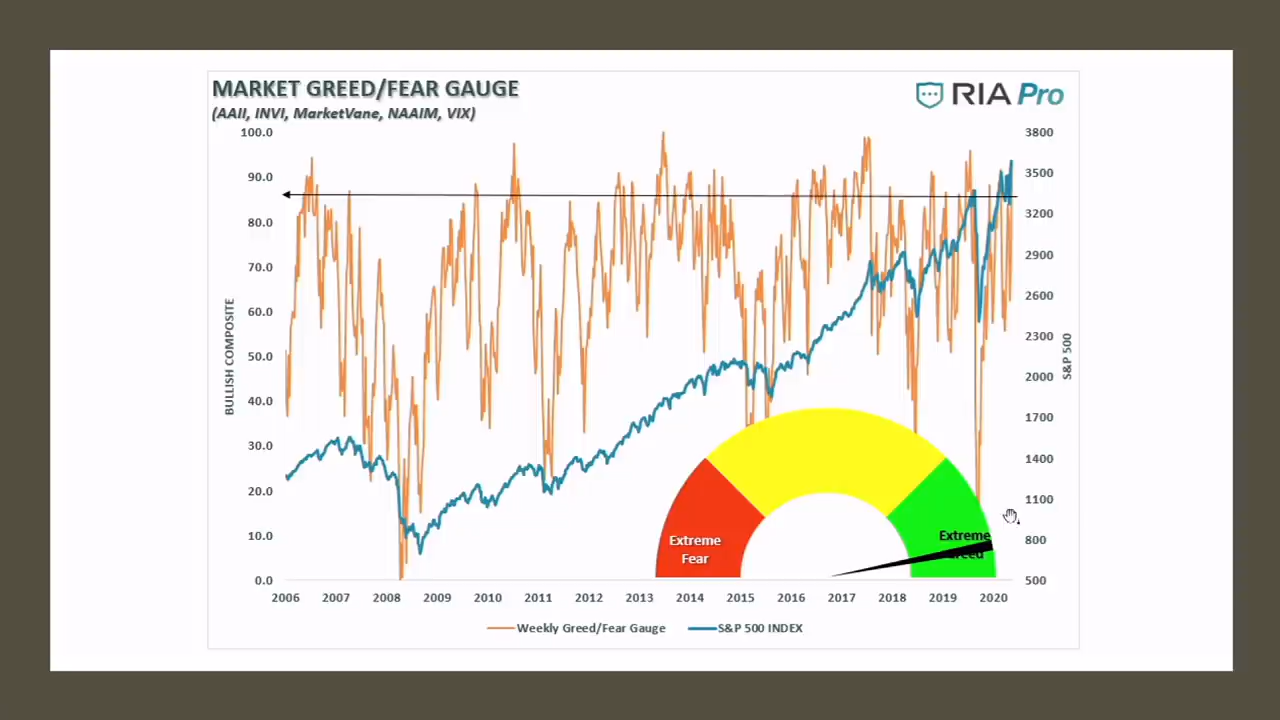 MARKET GREED/FEAR GAUGE
(AAII, INVI, MarketVane, NAAIM, VIX)
RIA Pro
100.0
90.0
80.0
70.0
60.0
50.0
40.0
30.0
20.0
10.0
0.0
BULLISH COMPOSITE
3800
3500
3200
2900
2600
2300
2000
1700
1400
1100
800
500
S&P 500
Extreme
Fear
Extreme
Greed
2006 2007 2008 2009 2010 2011 2012 2013 2014 2015 2016 2017 2018 2019 2020
Weekly Greed/Fear Gauge S&P 500 INDEX